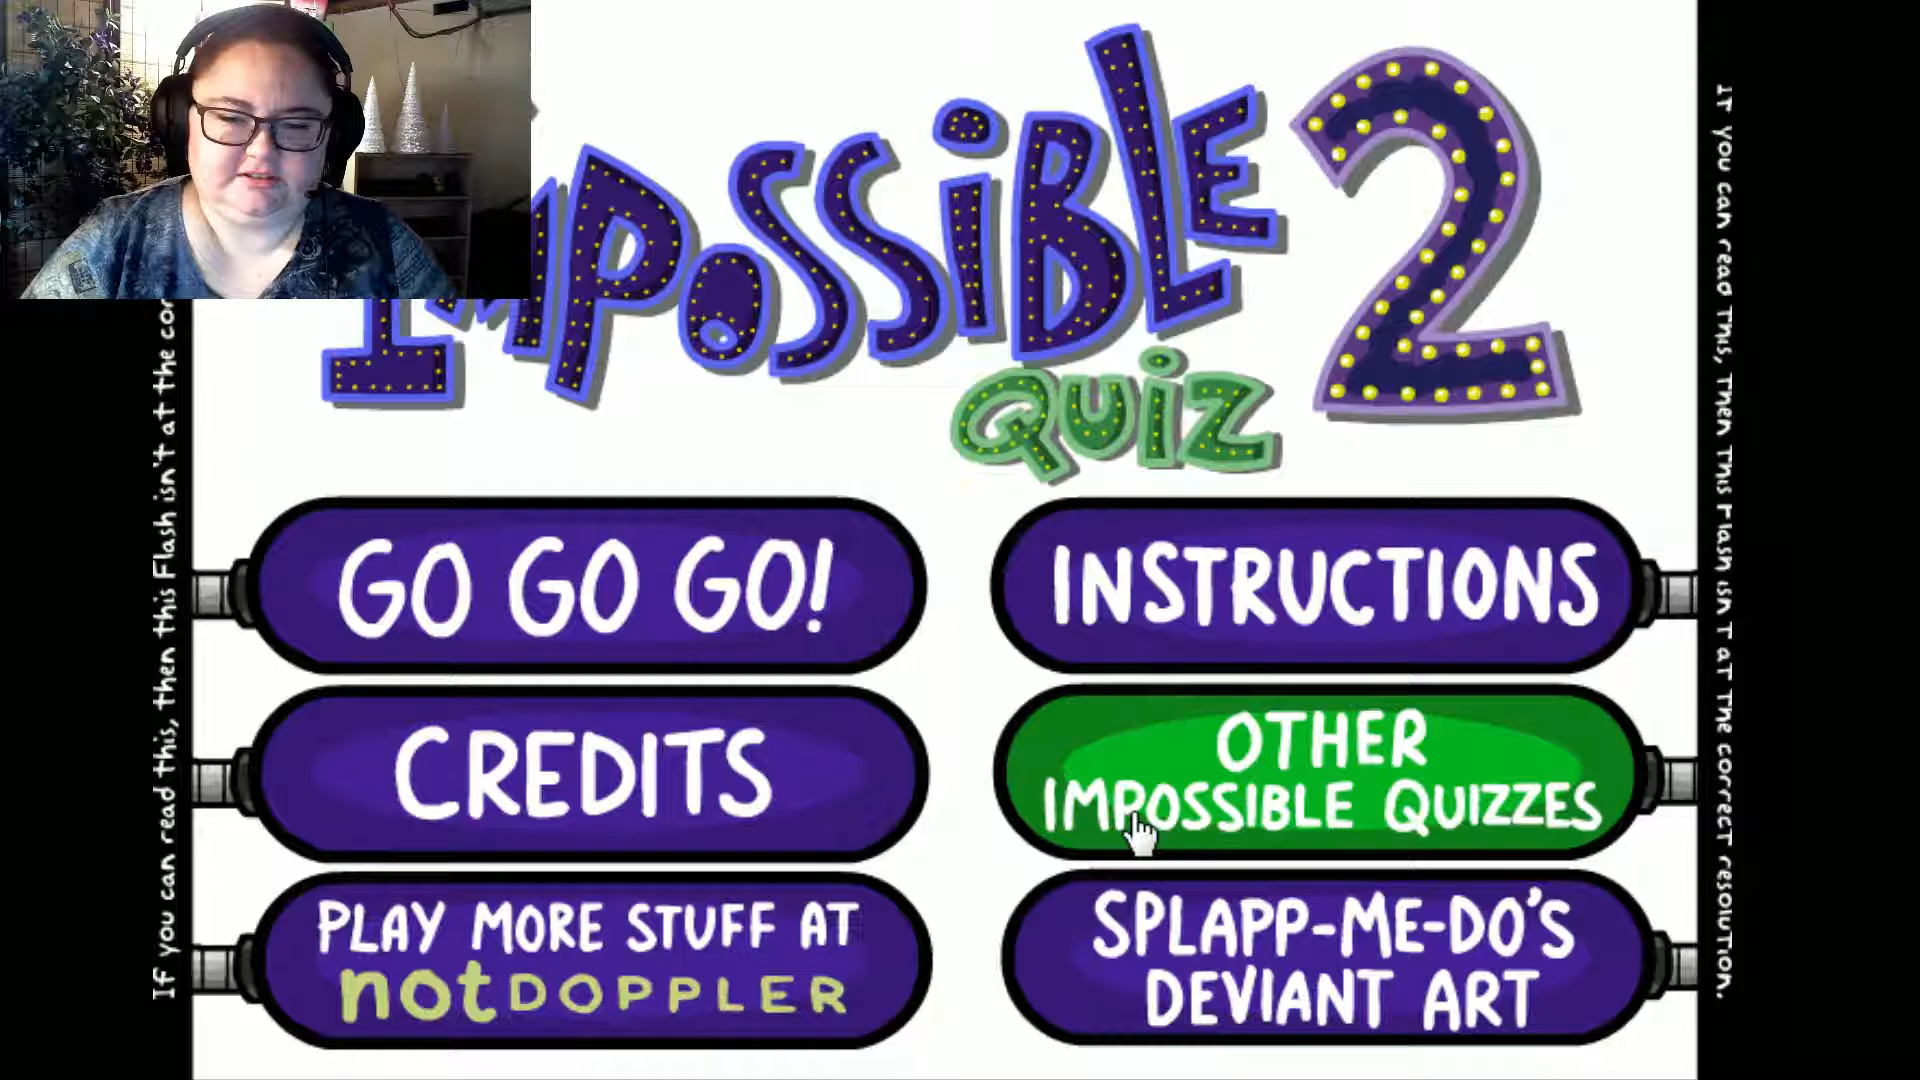 IMPOSSIBLE 2
QUIZ
GO GO GO!
INSTRUCTIONS
CREDITS
OTHER
IMPOSSIBLE QUIZZES
PLAY MORE STUFF AT
notDOPPLER
SPLAPP-ME-DO'S
DEVIANT ART
If you can read this, then this Flash isn't at the cor
If you can read this, then this Flash isn't at the correct resolution.